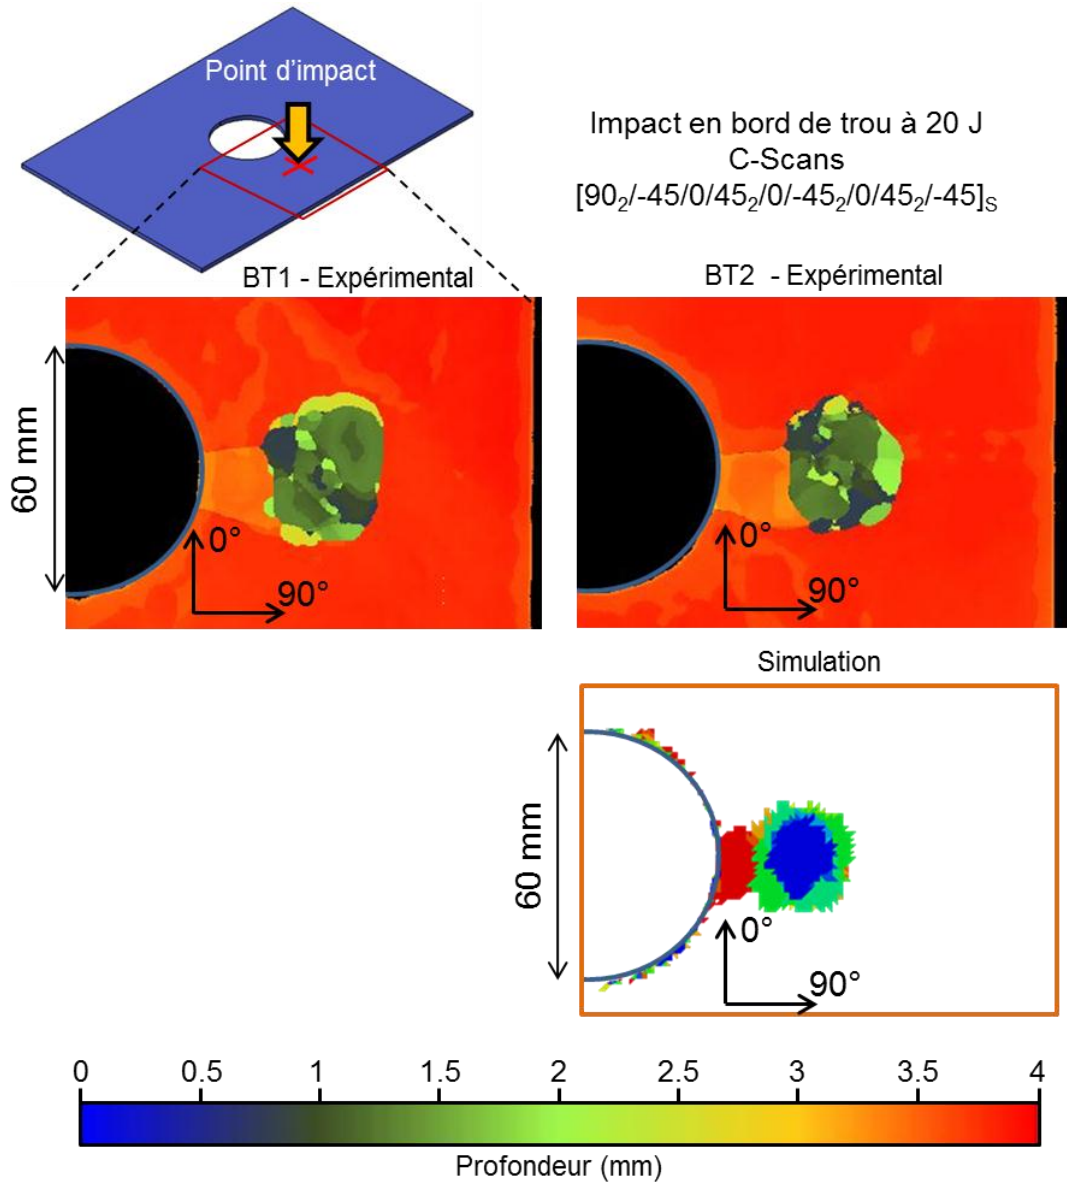 Point d'impact
Impact en bord de trou à 20 J
C-Scans
[90₂/-45/0/45₂/0/-45₂/0/45₂/-45]ₛ
BT1 - Expérimental
BT2 - Expérimental
60 mm
0°
90°
0°
90°
Simulation
60 mm
0°
90°
0 0.5 1 1.5 2 2.5 3 3.5 4
Profondeur (mm)